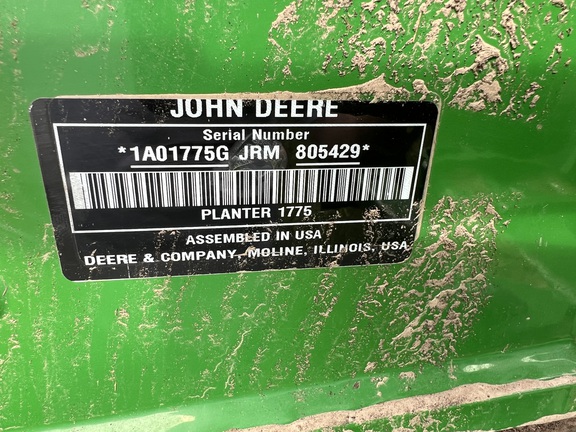 JOHN DEERE
Serial Number
*1A01775G JRM 805429*
PLANTER 1775
ASSEMBLED IN USA
DEERE & COMPANY, MOLINE, ILLINOIS, USA